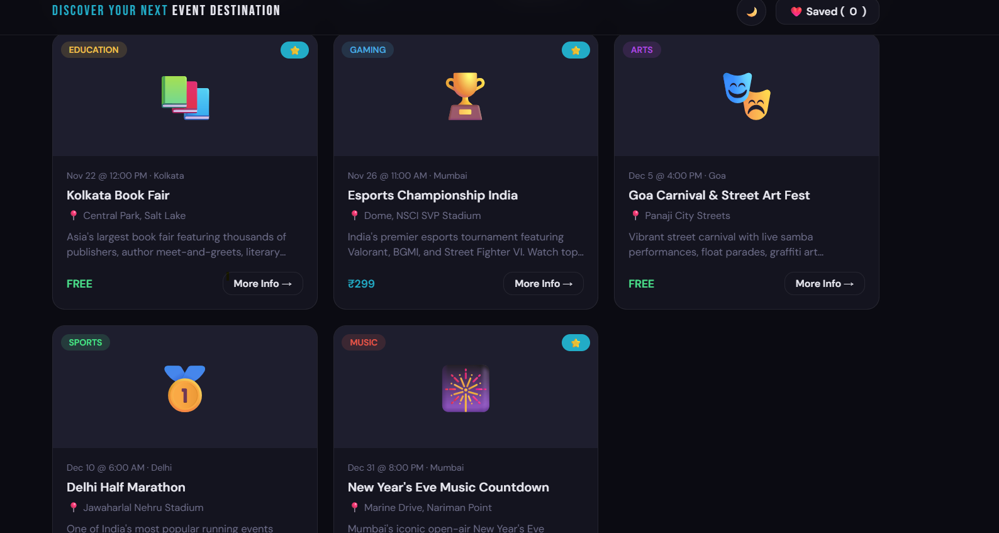 DISCOVER YOUR NEXT EVENT DESTINATION
Saved ( 0 )
EDUCATION
Nov 22 @ 12:00 PM · Kolkata
Kolkata Book Fair
Central Park, Salt Lake
Asia's largest book fair featuring thousands of
publishers, author meet-and-greets, literary...
FREE
More Info →
GAMING
Nov 26 @ 11:00 AM · Mumbai
Esports Championship India
Dome, NSCI SVP Stadium
India's premier esports tournament featuring
Valorant, BGMI, and Street Fighter VI. Watch top...
₹299
More Info →
ARTS
Dec 5 @ 4:00 PM · Goa
Goa Carnival & Street Art Fest
Panaji City Streets
Vibrant street carnival with live samba
performances, float parades, graffiti art...
FREE
More Info →
SPORTS
1
Dec 10 @ 6:00 AM · Delhi
Delhi Half Marathon
Jawaharlal Nehru Stadium
One of India's most popular running events
MUSIC
Dec 31 @ 8:00 PM · Mumbai
New Year's Eve Music Countdown
Marine Drive, Nariman Point
Mumbai's iconic open-air New Year's Eve